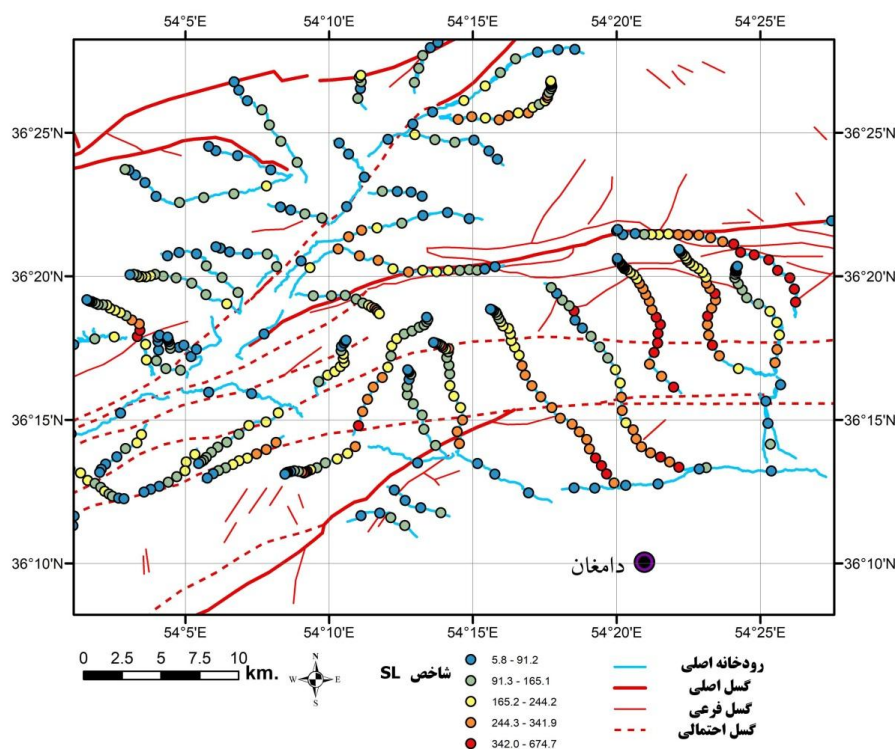 54°5'E 54°10'E 54°15'E 54°20'E 54°25'E
36°25'N 36°25'N
36°20'N 36°20'N
36°15'N 36°15'N
36°10'N 36°10'N
دامغان
54°5'E 54°10'E 54°15'E 54°20'E 54°25'E
0 2.5 5 7.5 10 km.
N
W E
S
شاخص SL
5.8 - 91.2
91.3 - 165.1
165.2 - 244.2
244.3 - 341.9
342.0 - 674.7
رودخانه اصلی
گسل اصلی
گسل فرعی
گسل احتمالی